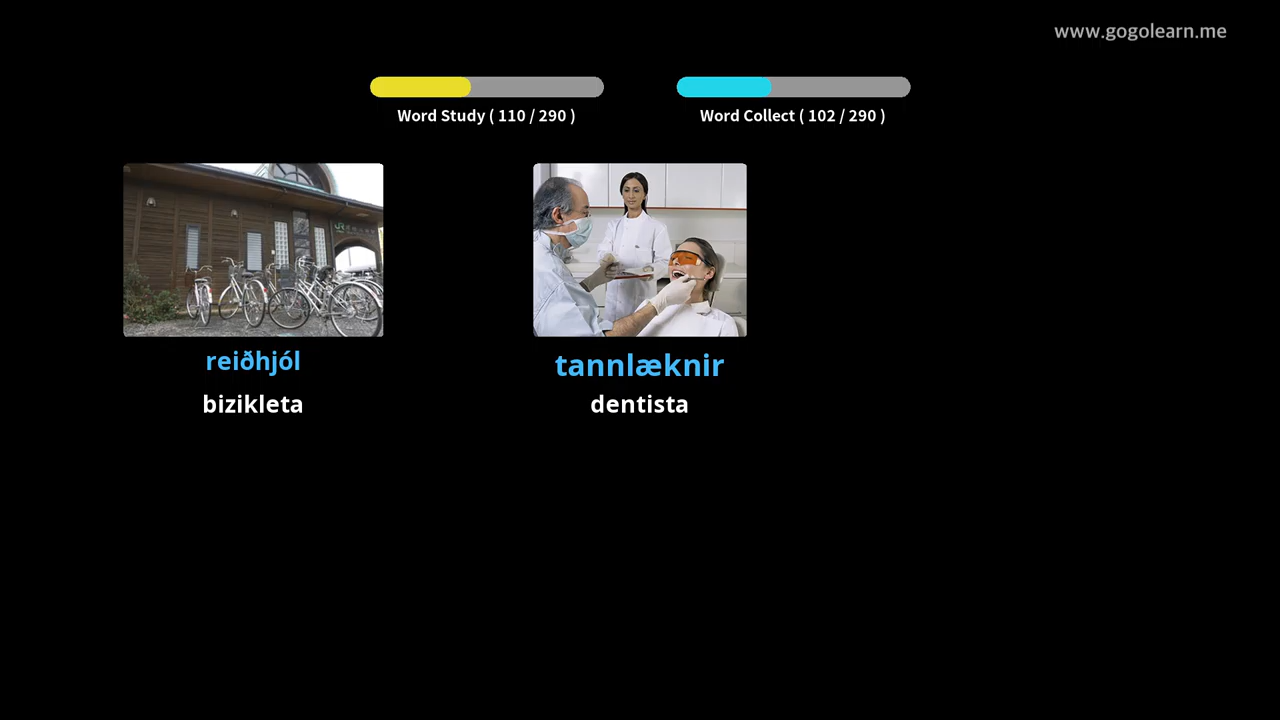 www.gogolearn.me
Word Study ( 110 / 290 )
Word Collect ( 102 / 290 )
reiðhjól
tannlæknir
bizikleta
dentista